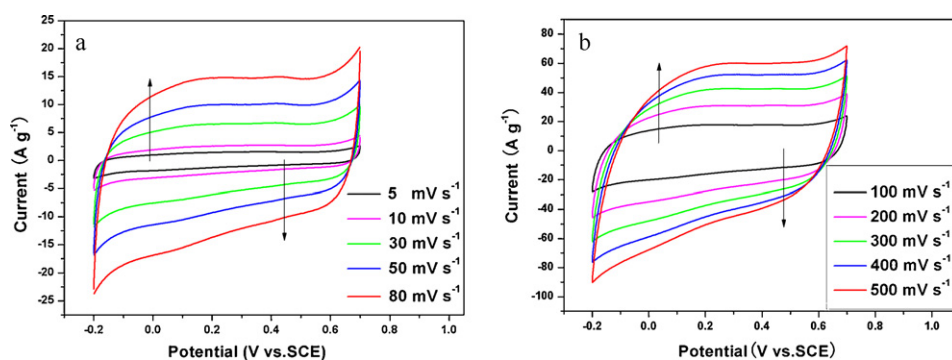 a
Current (A g-1)
25
20
15
10
5
0
-5
-10
-15
-20
-25
-0.2 0.0 0.2 0.4 0.6 0.8 1.0
Potential (V vs.SCE)
5 mV s-1
10 mV s-1
30 mV s-1
50 mV s-1
80 mV s-1
b
Current (A g-1)
80
60
40
20
0
-20
-40
-60
-80
-100
-0.2 0.0 0.2 0.4 0.6 0.8 1.0
Potential (V vs.SCE)
100 mV s-1
200 mV s-1
300 mV s-1
400 mV s-1
500 mV s-1